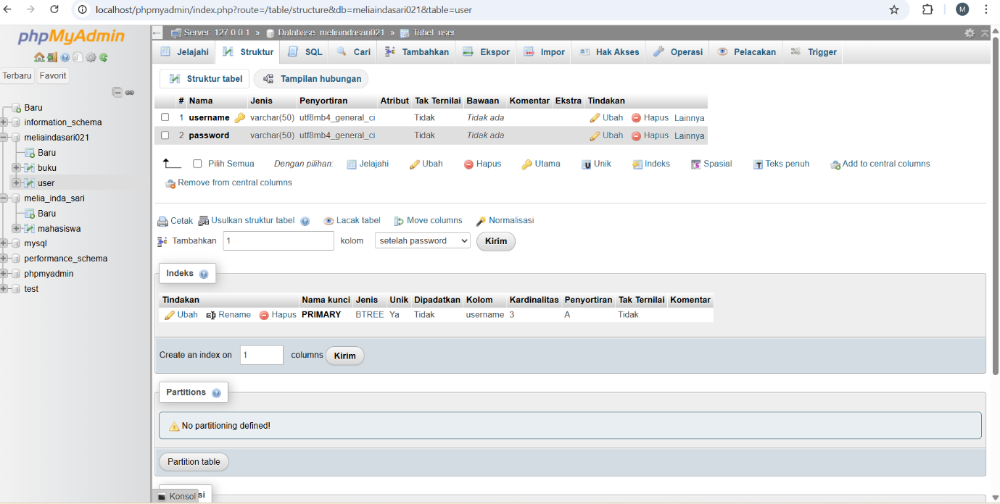 localhost/phpmyadmin/index.php?route=/table/structure&db=meliaindasari021&table=user
M
phpMyAdmin
Terbaru Favorit
Baru
information_schema
meliaindasari021
Baru
buku
user
melia_inda_sari
Baru
mahasiswa
mysql
performance_schema
phpmyadmin
test
Server: 127.0.0.1 » Database: meliaindasari021 » Tabel: user
Jelajahi Struktur SQL Cari Tambahkan Ekspor Impor Hak Akses Operasi Pelacakan Trigger
Struktur tabel Tampilan hubungan
# Nama Jenis Penyortiran Atribut Tak Ternilai Bawaan Komentar Ekstra Tindakan
1 username varchar(50) utf8mb4_general_ci Tidak Tidak ada Ubah Hapus Lainnya
2 password varchar(50) utf8mb4_general_ci Tidak Tidak ada Ubah Hapus Lainnya
Pilih Semua Dengan pilihan: Jelajahi Ubah Hapus Utama Unik Indeks Spasial Teks penuh Add to central columns
Remove from central columns
Cetak Usulkan struktur tabel Lacak tabel Move columns Normalisasi
Tambahkan 1 kolom setelah password Kirim
Indeks
Tindakan Nama kunci Jenis Unik Dipadatkan Kolom Kardinalitas Penyortiran Tak Ternilai Komentar
Ubah Rename Hapus PRIMARY BTREE Ya Tidak username 3 A Tidak
Create an index on 1 columns Kirim
Partitions
No partitioning defined!
Partition table
Konsol si